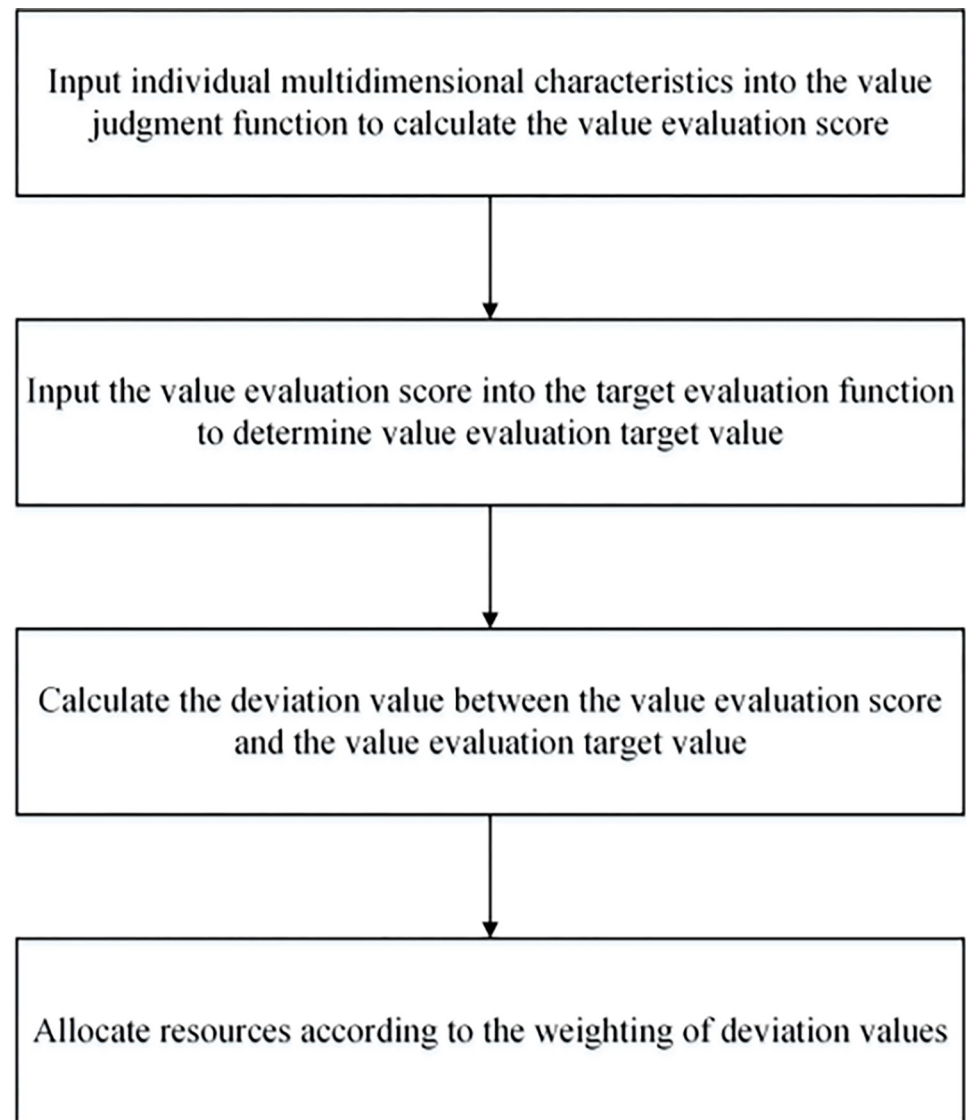 Input individual multidimensional characteristics into the value
judgment function to calculate the value evaluation score
Input the value evaluation score into the target evaluation function
to determine value evaluation target value
Calculate the deviation value between the value evaluation score
and the value evaluation target value
Allocate resources according to the weighting of deviation values